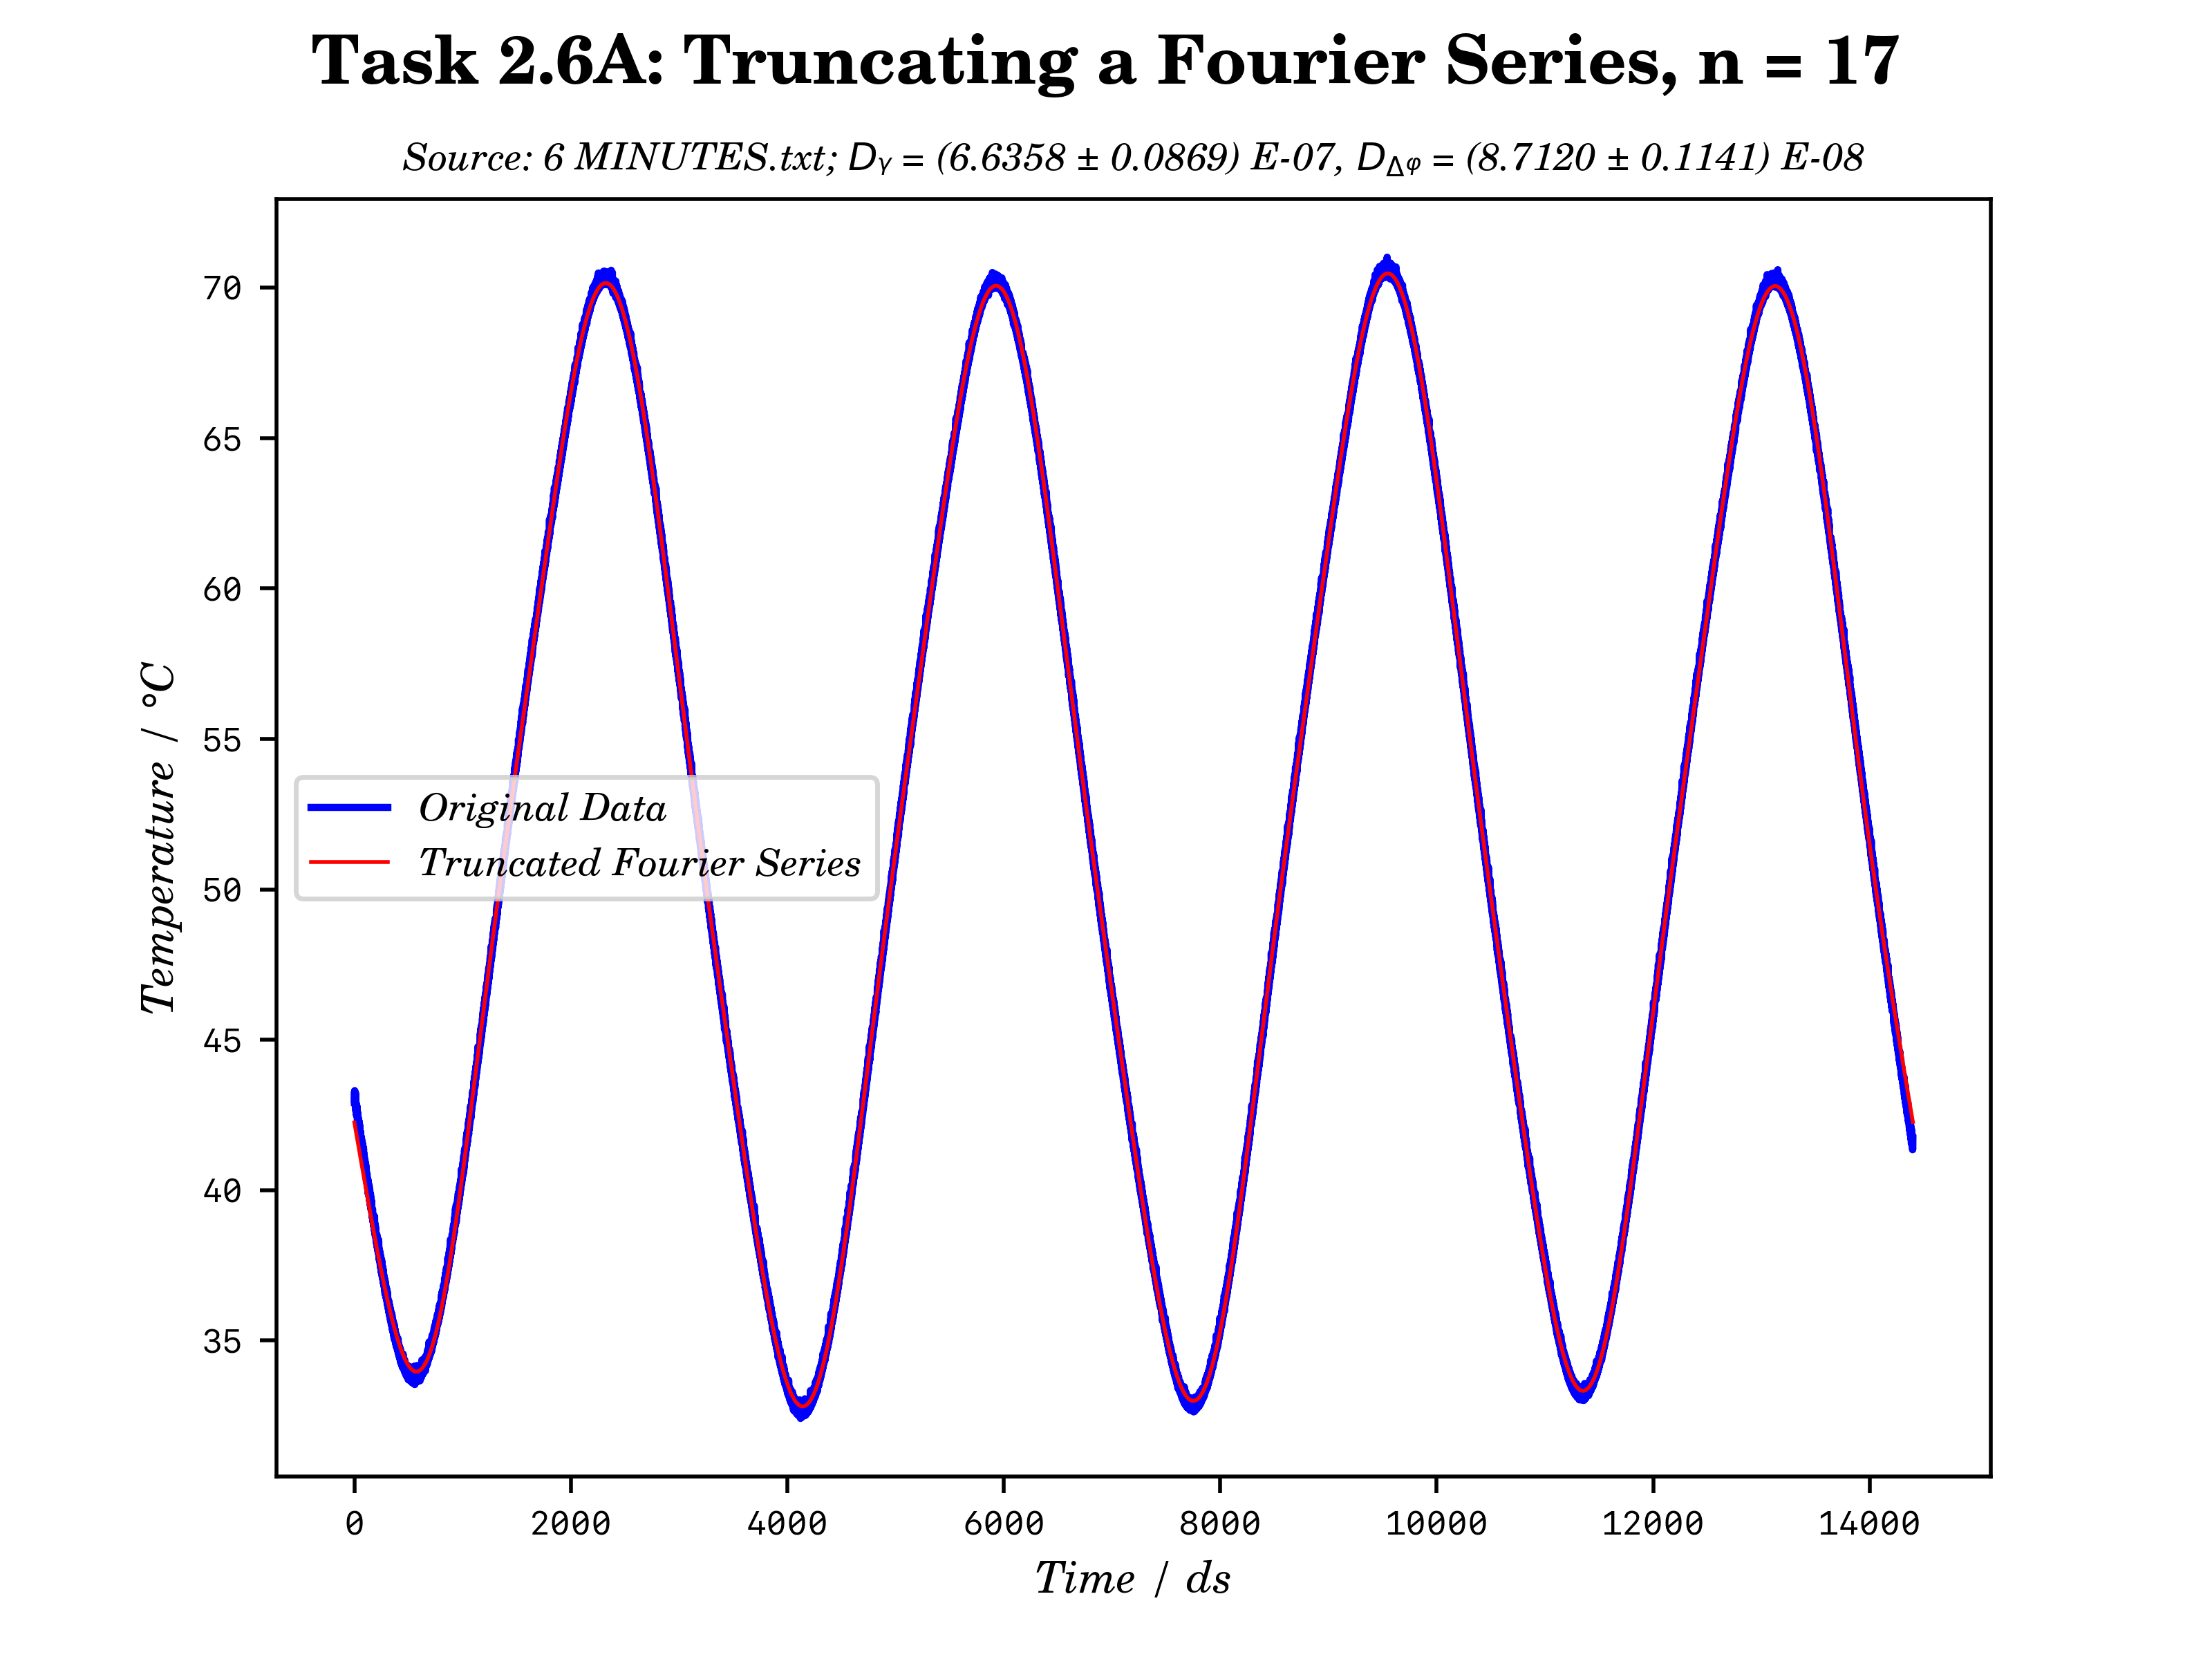 Task 2.6A: Truncating a Fourier Series, n = 17
Source: 6 MINUTES.txt; Dγ = (6.6358 ± 0.0869) E-07, DΔφ = (8.7120 ± 0.1141) E-08
Temperature / °C
70
65
60
55
50
45
40
35
Original Data
Truncated Fourier Series
0 2000 4000 6000 8000 10000 12000 14000
Time / ds